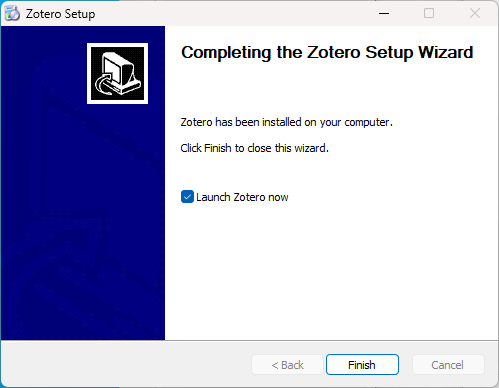 Zotero Setup
Completing the Zotero Setup Wizard
Zotero has been installed on your computer.
Click Finish to close this wizard.
Launch Zotero now
< Back
Finish
Cancel